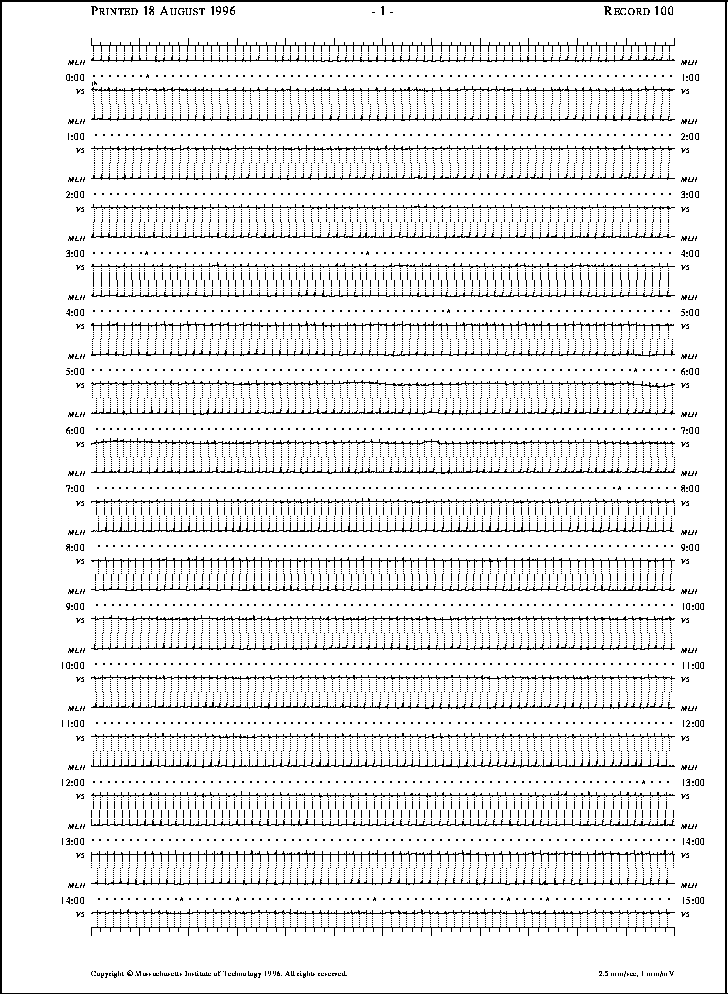 PRINTED 18 AUGUST 1996 - 1 - RECORD 100
MLII MLII
0:00 A 1:00
V5 V5
MLII MLII
1:00 2:00
V5 V5
MLII MLII
2:00 3:00
V5 V5
MLII MLII
3:00 A A 4:00
V5 V5
MLII MLII
4:00 A 5:00
V5 V5
MLII MLII
5:00 A 6:00
V5 V5
MLII MLII
6:00 7:00
V5 V5
MLII MLII
7:00 A 8:00
V5 V5
MLII MLII
8:00 9:00
V5 V5
MLII MLII
9:00 10:00
V5 V5
MLII MLII
10:00 11:00
V5 V5
MLII MLII
11:00 12:00
V5 V5
MLII MLII
12:00 A 13:00
V5 V5
MLII MLII
13:00 14:00
V5 V5
MLII MLII
14:00 A A A A A 15:00
V5 V5
Copyright © Massachusetts Institute of Technology 1996. All rights reserved. 2.5 mm/sec, 1 mm/mV